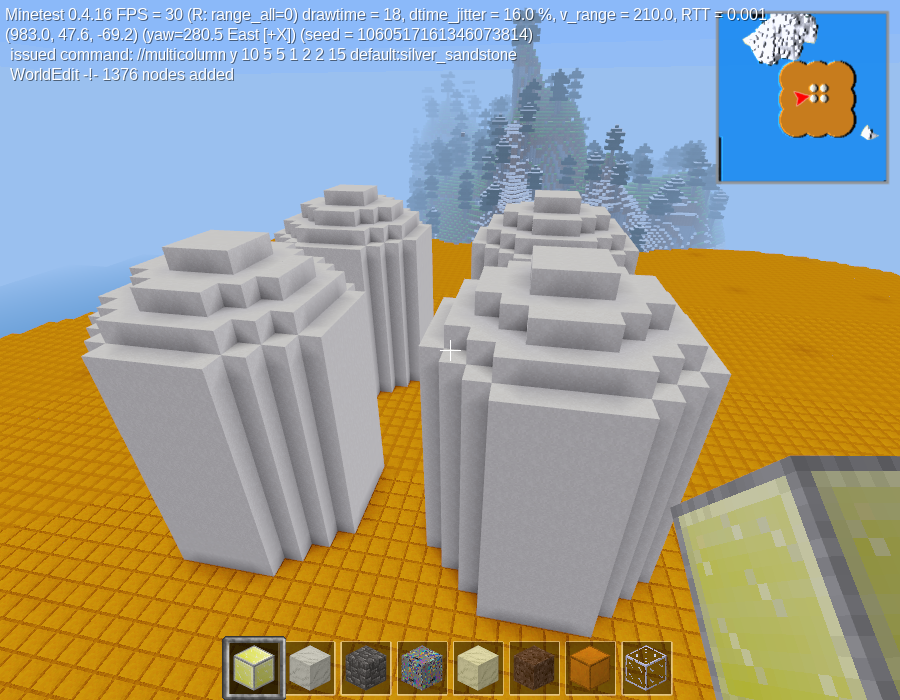 Minetest 0.4.16 FPS = 30 (R: range_all=0) drawtime = 18, dtime_jitter = 16.0 %, v_range = 210.0, RTT = 0.001
(983.0, 47.6, -69.2) (yaw=280.5 East [+X]) (seed = 1060517161346073814)
issued command: //multicolumn y 10 5 5 1 2 2 15 default:silver_sandstone
WorldEdit -!- 1376 nodes added